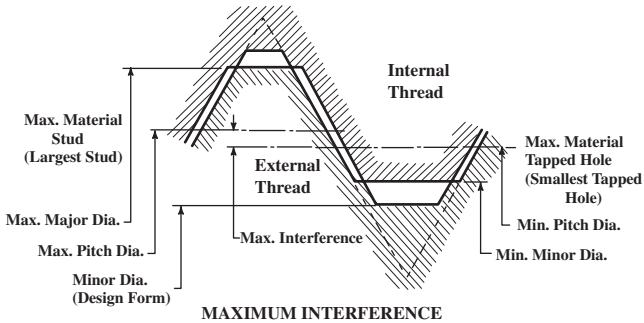 Internal
Thread
Max. Material
Stud
(Largest Stud)
Max. Material
Tapped Hole
(Smallest Tapped
Hole)
External
Thread
Max. Major Dia.
Min. Pitch Dia.
Max. Pitch Dia.
Max. Interference
Min. Minor Dia.
Minor Dia.
(Design Form)
MAXIMUM INTERFERENCE